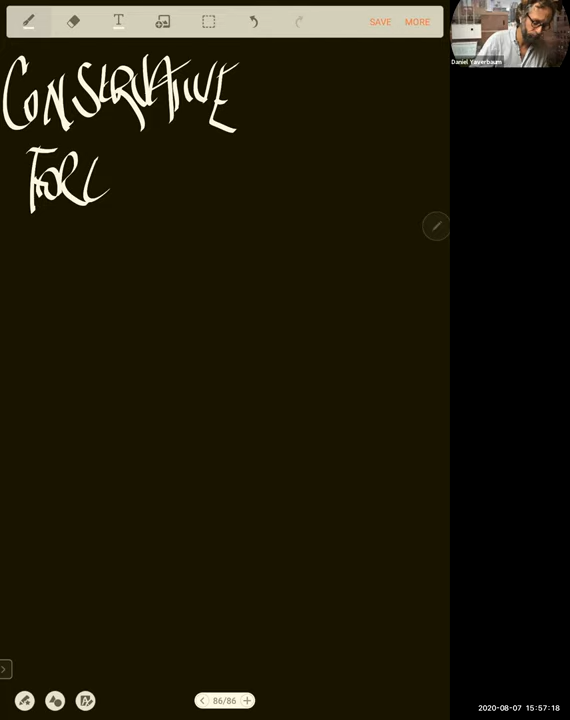 T SAVE MORE
Daniel Yaverbaum
CONSERVATIVE
FORC
86/86
2020-08-07 15:57:18